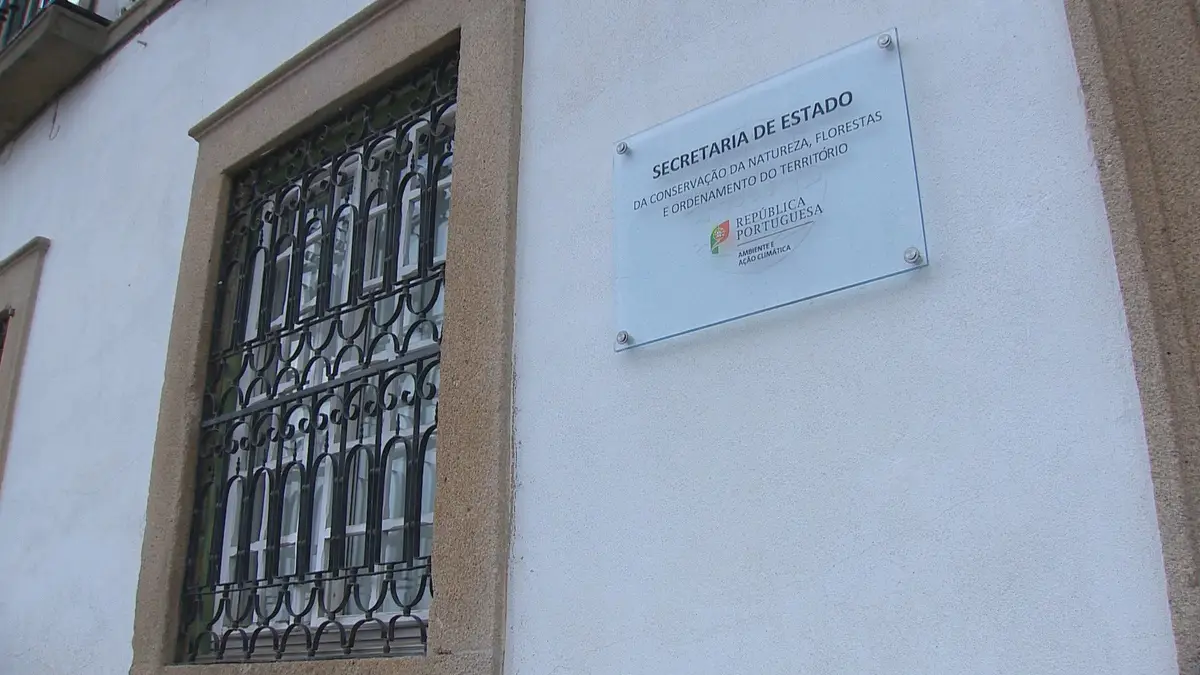 SECRETARIA DE ESTADO
DA CONSERVAÇÃO DA NATUREZA, FLORESTAS
E ORDENAMENTO DO TERRITÓRIO
REPÚBLICA
PORTUGUESA
AMBIENTE E
AÇÃO CLIMÁTICA